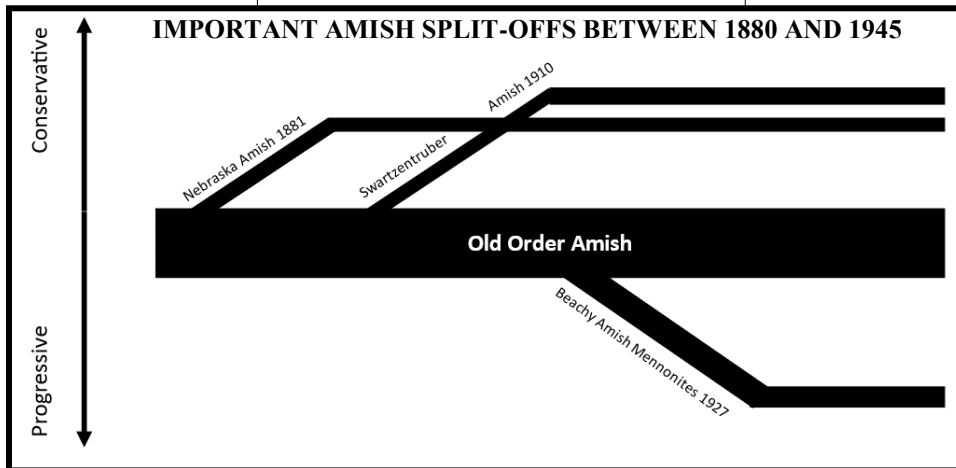 IMPORTANT AMISH SPLIT-OFFS BETWEEN 1880 AND 1945
Conservative
Progressive
Nebraska Amish 1881
Swartzentruber Amish 1910
Old Order Amish
Beachy Amish Mennonites 1927